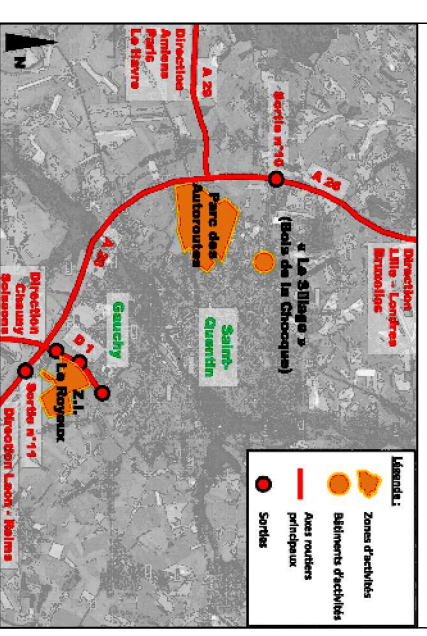 Direction
Lille - Londres
Bruxelles
A 26
Sortie n°10
« Le Sillage »
(Bois de la Chocque)
A 29
Direction
Amiens
Paris
Le Havre
Parc des
Autoroutes
Saint-
Quentin
Gauchy
A 26
D 1
Z.I.
Le Royeux
Direction
Chauny
Soissons
Sortie n°11
Direction Laon - Reims
N
Légende :
Zones d'activités
Bâtiments d'activités
Axes routiers
principaux
Sorties